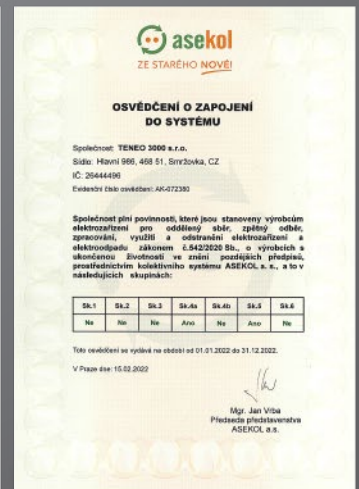 asekol
ZE STARÉHO NOVÉ!
OSVĚDČENÍ O ZAPOJENÍ
DO SYSTÉMU
Společnost: TENEO 3000 s.r.o.
Sídlo: Hlavní 986, 468 51, Smržovka, CZ
IČ: 26444496
Evidenční číslo osvědčení: AK-072380
Společnost plní povinnosti, které jsou stanoveny výrobcům
elektrozařízení pro oddělený sběr, zpětný odběr,
zpracování, využití a odstranění elektrozařízení a
elektroodpadu zákonem č.542/2020 Sb., o výrobcích s
ukončenou životností ve znění pozdějších předpisů,
prostřednictvím kolektivního systému ASEKOL a. s., a to v
následujících skupinách:
Sk.1 Sk.2 Sk.3 Sk.4a Sk.4b Sk.5 Sk.6
Ne Ne Ne Ano Ne Ano Ne
Toto osvědčení se vydává na období od 01.01.2022 do 31.12.2022.
V Praze dne: 15.02.2022
Mgr. Jan Vrba
Předseda představenstva
ASEKOL a.s.